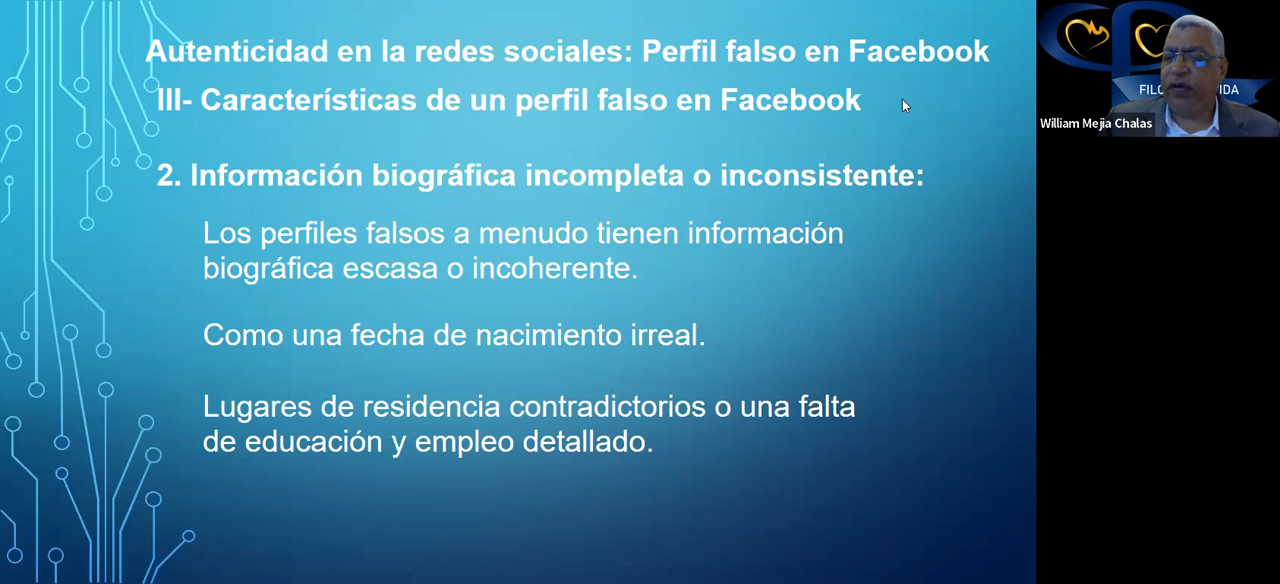 Autenticidad en la redes sociales: Perfil falso en Facebook
III- Características de un perfil falso en Facebook
2. Información biográfica incompleta o inconsistente:
Los perfiles falsos a menudo tienen información
biográfica escasa o incoherente.
Como una fecha de nacimiento irreal.
Lugares de residencia contradictorios o una falta
de educación y empleo detallado.
William Mejia Chalas